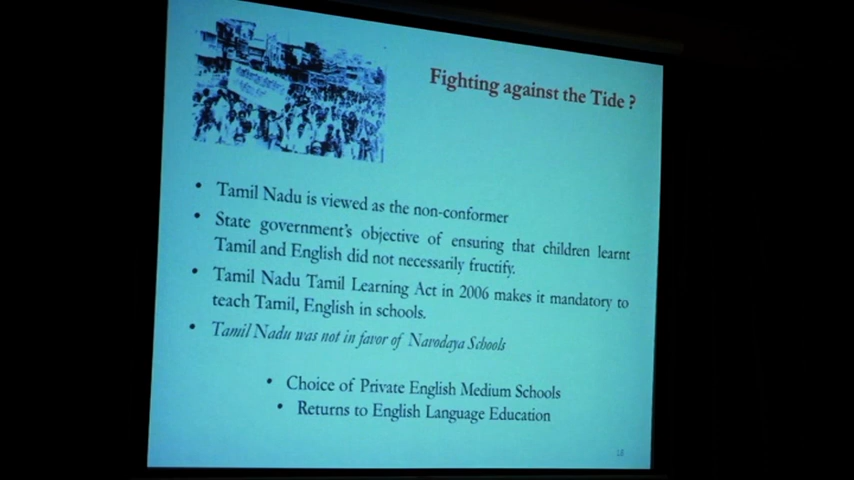 Fighting against the Tide ?
• Tamil Nadu is viewed as the non-conformer
• State government's objective of ensuring that children learnt
Tamil and English did not necessarily fructify.
• Tamil Nadu Tamil Learning Act in 2006 makes it mandatory to
teach Tamil, English in schools.
• Tamil Nadu was not in favor of Navodaya Schools
• Choice of Private English Medium Schools
• Returns to English Language Education